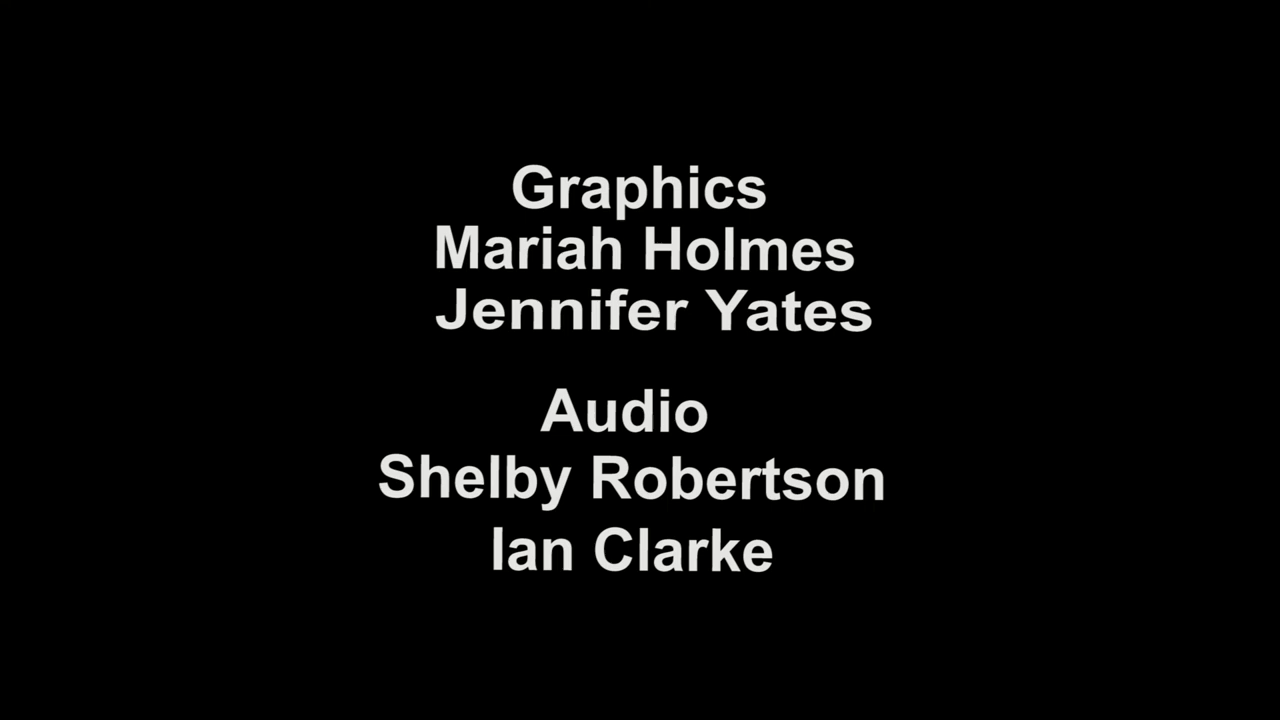 Graphics
Mariah Holmes
Jennifer Yates
Audio
Shelby Robertson
Ian Clarke